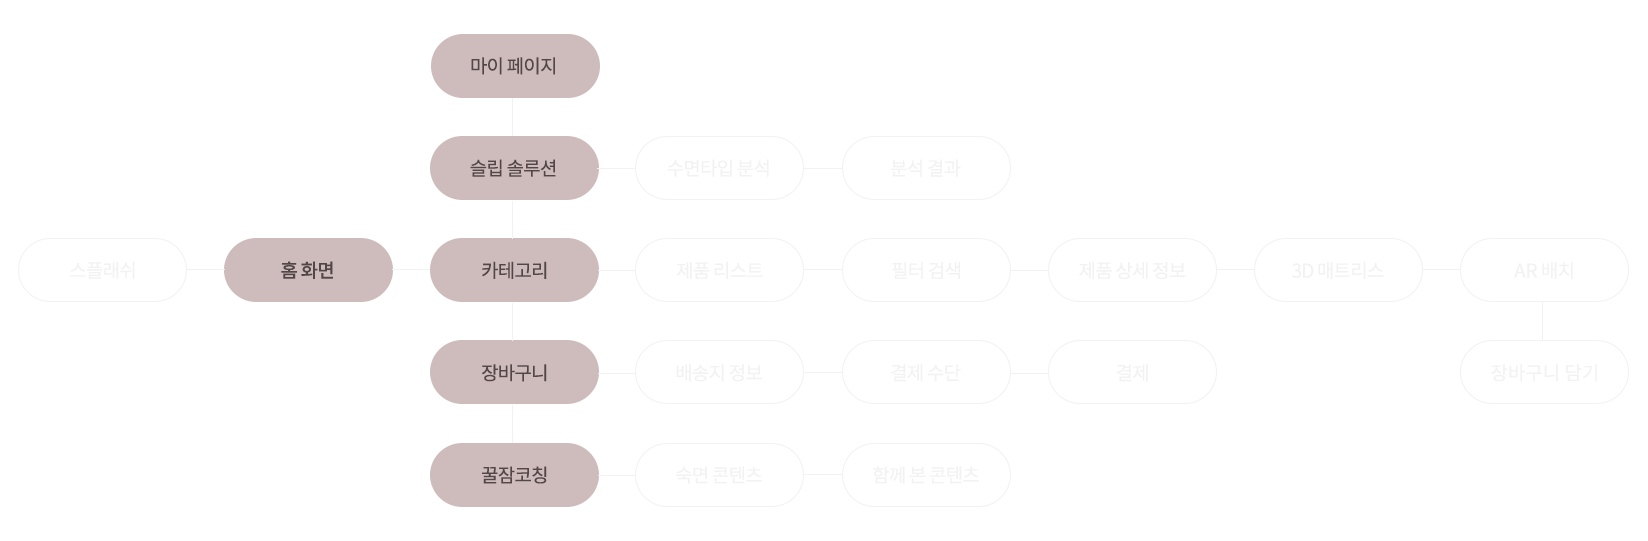 마이 페이지
슬립 솔루션
수면타입 분석
분석 결과
스플래쉬
홈 화면
카테고리
제품 리스트
필터 검색
제품 상세 정보
3D 매트리스
AR 배치
장바구니
배송지 정보
결제 수단
결제
장바구니 담기
꿀잠코칭
숙면 콘텐츠
함께 본 콘텐츠